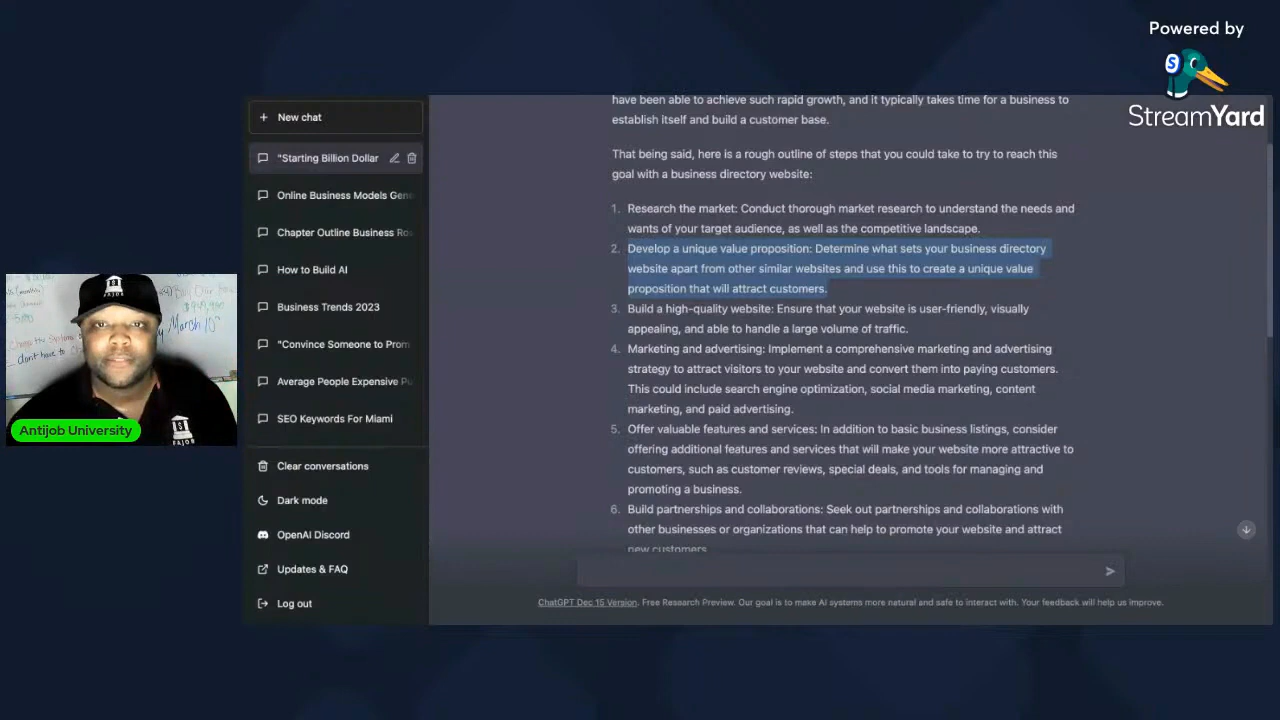 Powered by
StreamYard
New chat
"Starting Billion Dollar
Online Business Models Gene
Chapter Outline Business Ro
How to Build AI
Business Trends 2023
"Convince Someone to Prom
Average People Expensive Pu
SEO Keywords For Miami
Clear conversations
Dark mode
OpenAI Discord
Updates & FAQ
Log out
have been able to achieve such rapid growth, and it typically takes time for a business to
establish itself and build a customer base.
That being said, here is a rough outline of steps that you could take to try to reach this
goal with a business directory website:
1. Research the market: Conduct thorough market research to understand the needs and
wants of your target audience, as well as the competitive landscape.
2. Develop a unique value proposition: Determine what sets your business directory
website apart from other similar websites and use this to create a unique value
proposition that will attract customers.
3. Build a high-quality website: Ensure that your website is user-friendly, visually
appealing, and able to handle a large volume of traffic.
4. Marketing and advertising: Implement a comprehensive marketing and advertising
strategy to attract visitors to your website and convert them into paying customers.
This could include search engine optimization, social media marketing, content
marketing, and paid advertising.
5. Offer valuable features and services: In addition to basic business listings, consider
offering additional features and services that will make your website more attractive to
customers, such as customer reviews, special deals, and tools for managing and
promoting a business.
6. Build partnerships and collaborations: Seek out partnerships and collaborations with
other businesses or organizations that can help to promote your website and attract
new customers
ChatGPT Dec 15 Version. Free Research Preview. Our goal is to make AI systems more natural and safe to interact with. Your feedback will help us improve.
March 10
don't have to
FAJOB
Antijob University